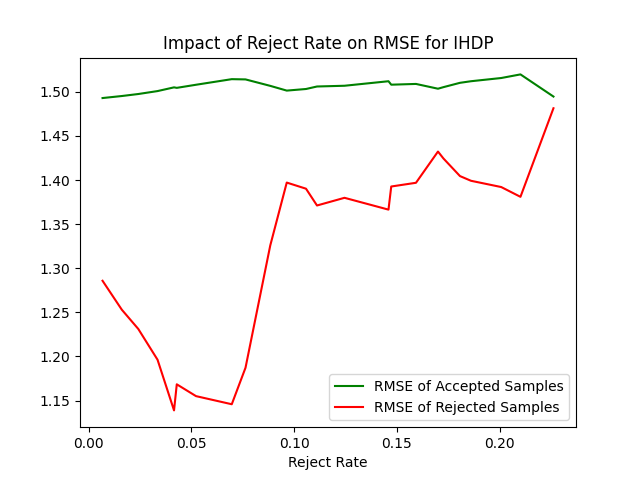 Impact of Reject Rate on RMSE for IHDP
1.50
1.45
1.40
1.35
1.30
1.25
1.20
1.15
RMSE of Accepted Samples
RMSE of Rejected Samples
0.00 0.05 0.10 0.15 0.20
Reject Rate